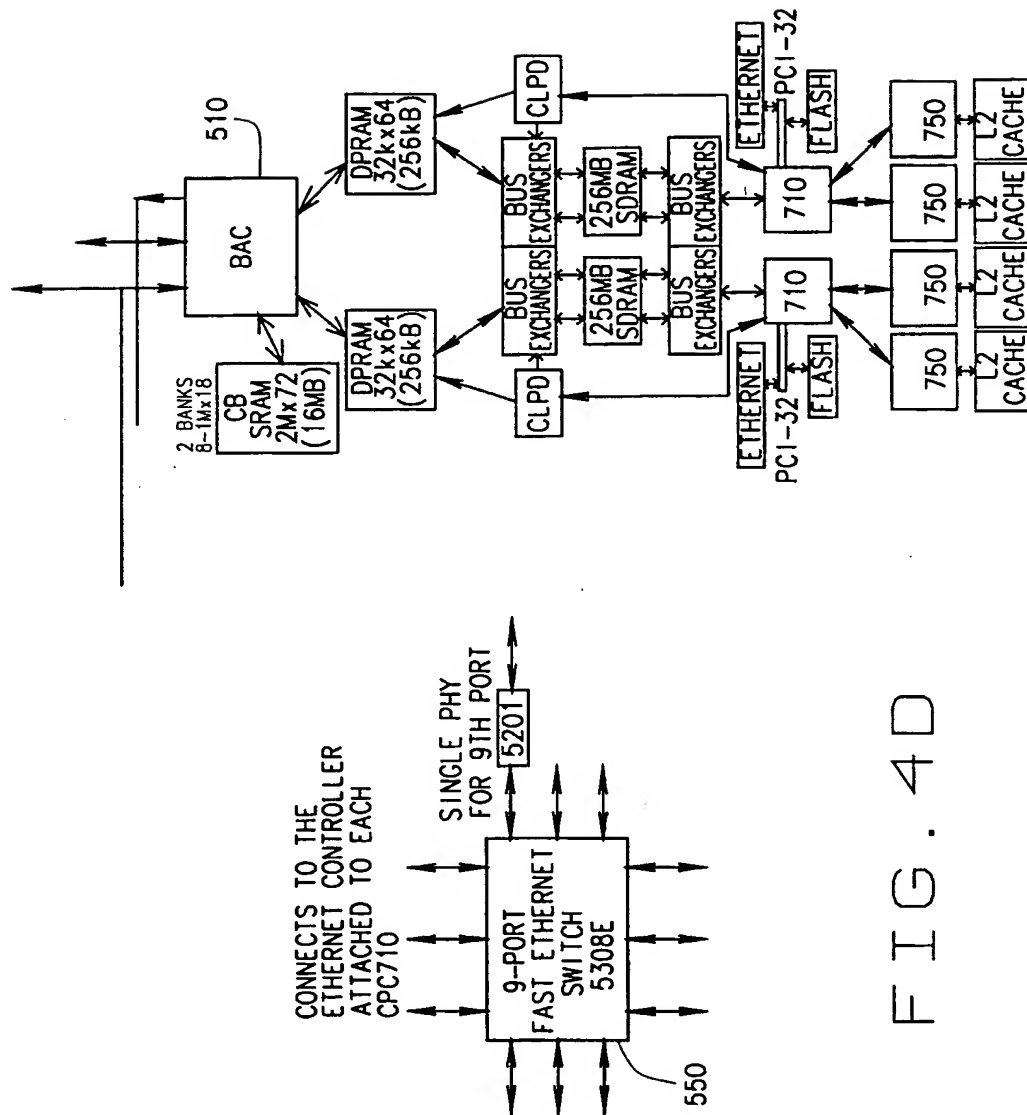 510
BAC
2 BANKS
8-1Mx18
CB
SRAM
2Mx72
(16MB)
DPRAM
32kx64
(256kB)
DPRAM
32kx64
(256kB)
CLPD
BUS
EXCHANGERS
BUS
EXCHANGERS
CLPD
256MB
SDRAM
256MB
SDRAM
BUS
EXCHANGERS
BUS
EXCHANGERS
ETHERNET
PCI-32
FLASH
710
710
ETHERNET
PCI-32
FLASH
750
750
750
750
L2
CACHE
L2
CACHE
L2
CACHE
L2
CACHE
CONNECTS TO THE
ETHERNET CONTROLLER
ATTACHED TO EACH
CPC710
SINGLE PHY
FOR 9TH PORT
5201
9-PORT
FAST ETHERNET
SWITCH
5308E
550
FIG. 4D